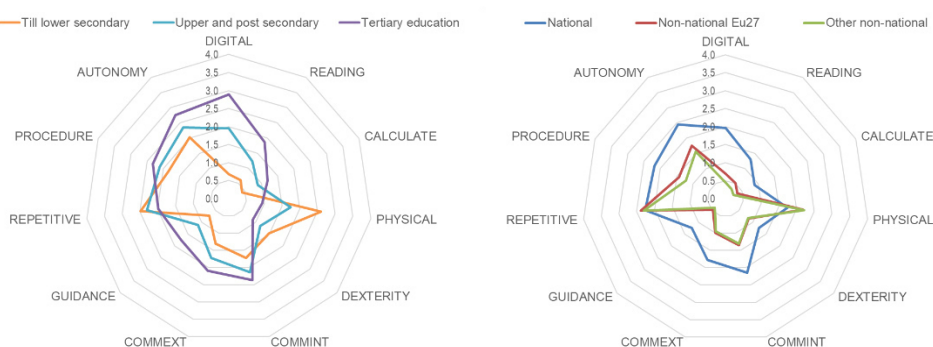 Till lower secondary Upper and post secondary Tertiary education
DIGITAL
4.0
3.5
3.0
2.5
2.0
1.5
1.0
0.5
0.0
READING
CALCULATE
PHYSICAL
DEXTERITY
COMMINT
COMMEXT
GUIDANCE
REPETITIVE
PROCEDURE
AUTONOMY
National Non-national Eu27 Other non-national
DIGITAL
4.0
3.5
3.0
2.5
2.0
1.5
1.0
0.5
0.0
READING
CALCULATE
PHYSICAL
DEXTERITY
COMMINT
COMMEXT
GUIDANCE
REPETITIVE
PROCEDURE
AUTONOMY